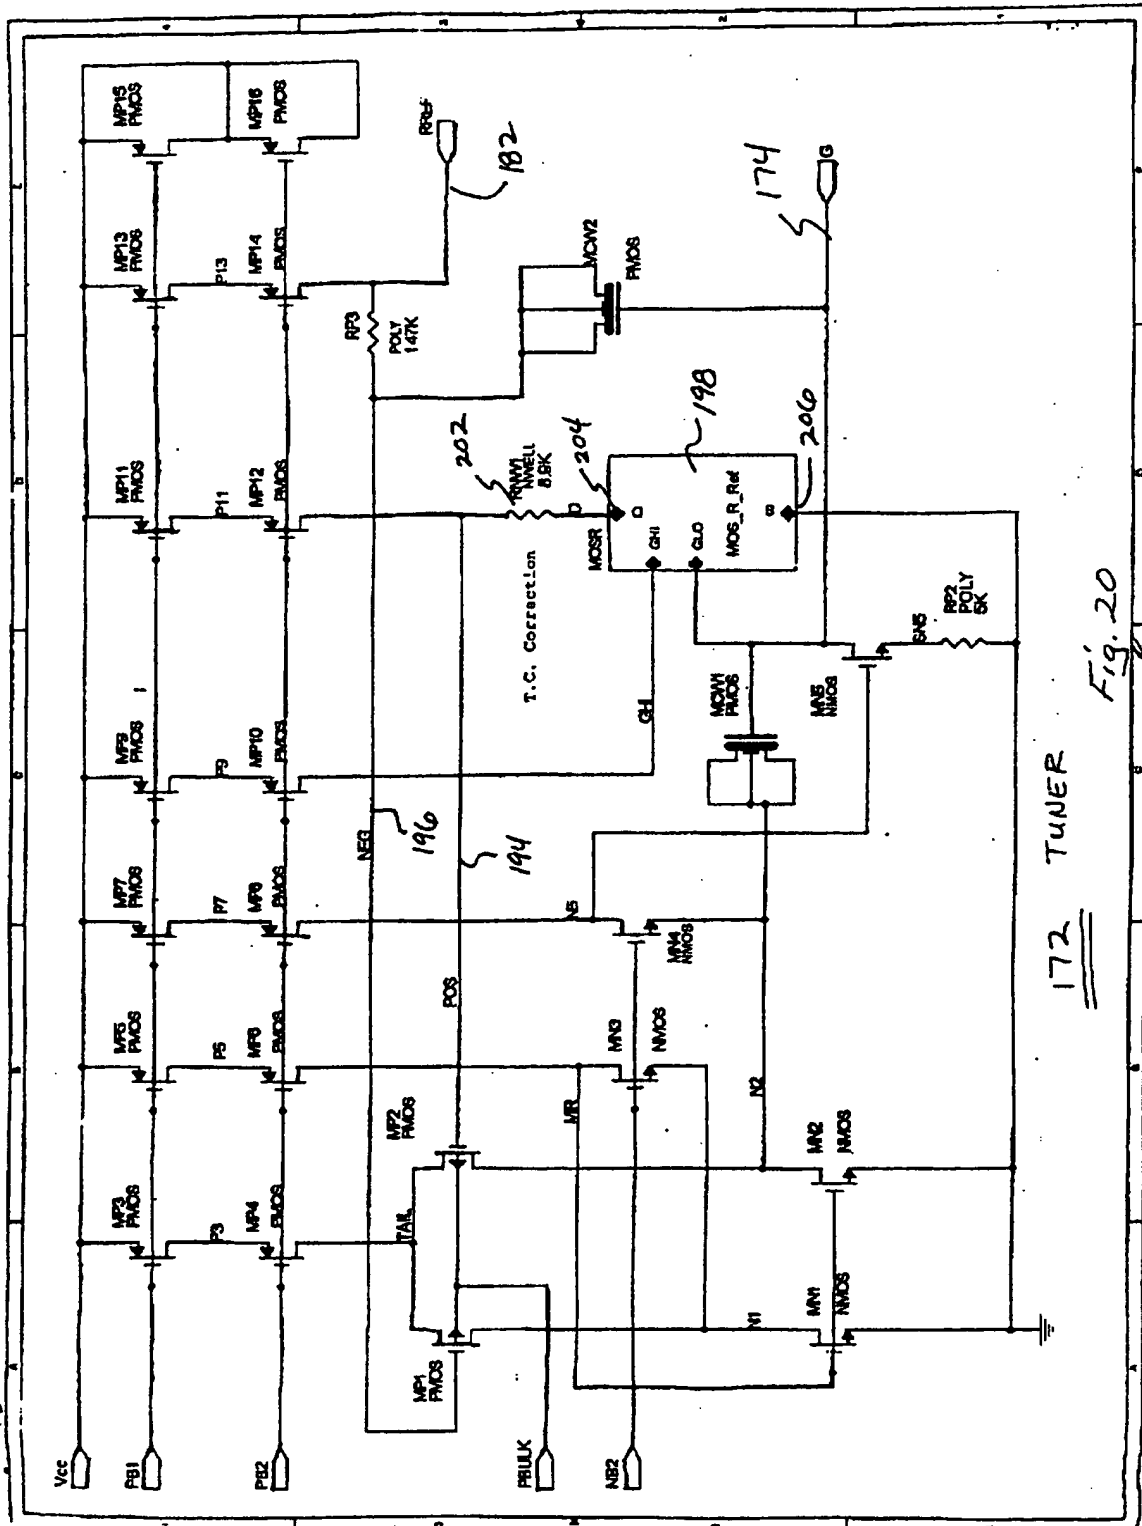 Vcc
PB1
PB2
PBULK
NB2
RRef
G
MP3
PMOS
P3
MP4
PMOS
MP5
PMOS
P5
MP6
PMOS
MP7
PMOS
P7
MP8
PMOS
MP9
PMOS
P9
MP10
PMOS
MP11
PMOS
P11
MP12
PMOS
MP13
PMOS
P13
MP14
PMOS
MP15
PMOS
MP16
PMOS
182
RP3
POLY
147K
MCW2
PMOS
174
NEG
196
194
POS
TAIL
MP1
PMOS
MP2
PMOS
T.C. Correction
202
RNW1
NWELL
8.9K
204
D
MOSR
D
GHI
GLO
MOS_R_Ref
S
198
206
GHI
MCW1
PMOS
MN5
NMOS
SN5
RP2
POLY
5K
N5
MN4
NMOS
MN3
NMOS
MR
N2
MN2
NMOS
N1
MN1
NMOS
172 TUNER
Fig. 20